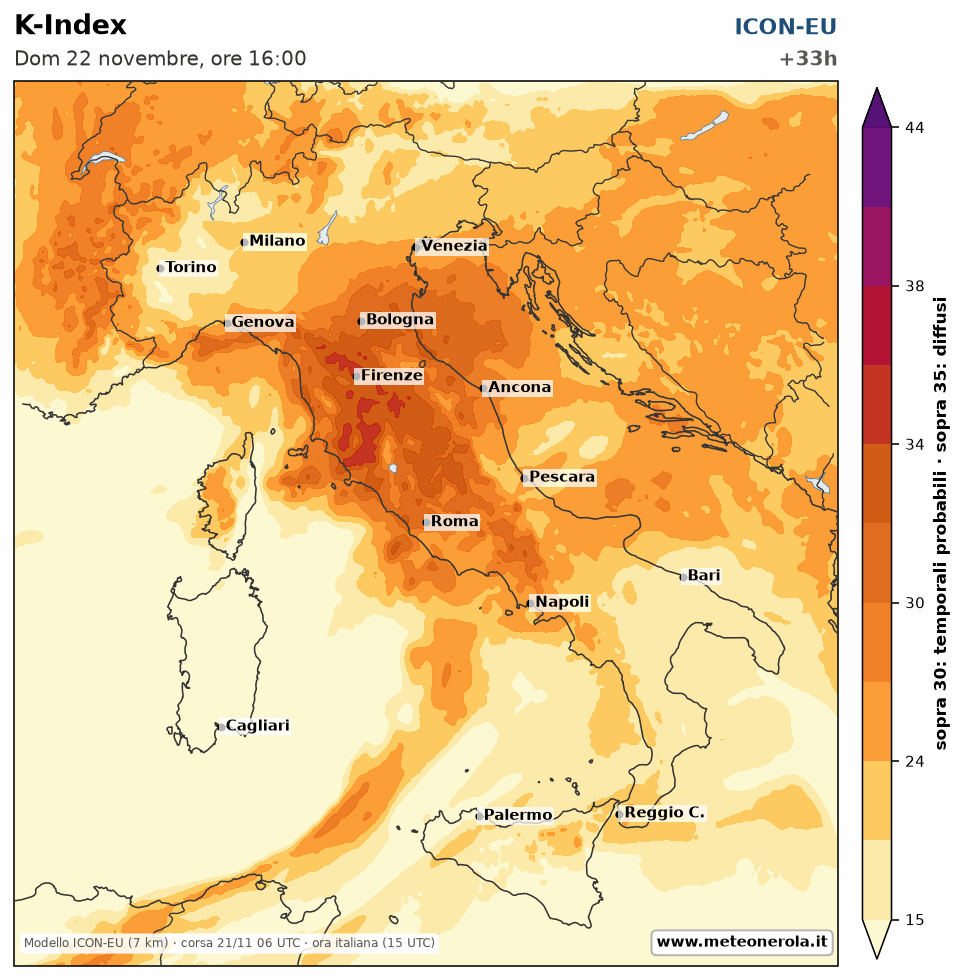 K-Index
ICON-EU
Dom 22 novembre, ore 16:00
+33h
Milano
Venezia
Torino
Genova
Bologna
Firenze
Ancona
Pescara
Roma
Bari
Napoli
Cagliari
Palermo
Reggio C.
44
38
34
30
24
15
sopra 30: temporali probabili · sopra 35: diffusi
Modello ICON-EU (7 km) · corsa 21/11 06 UTC · ora italiana (15 UTC)
www.meteonerola.it